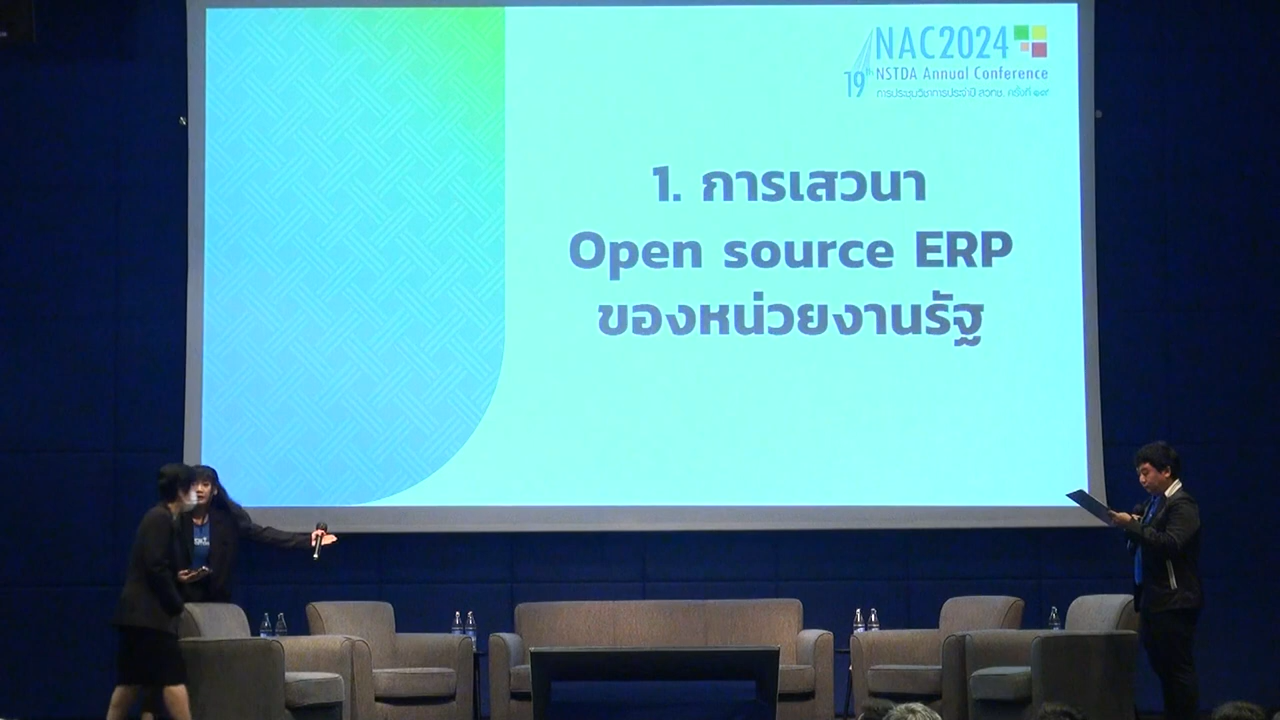 NAC2024
19th NSTDA Annual Conference
การประชุมวิชาการประจำปี สวทช. ครั้งที่ ๑๙
1. การเสวนา
Open source ERP
ของหน่วยงานรัฐ